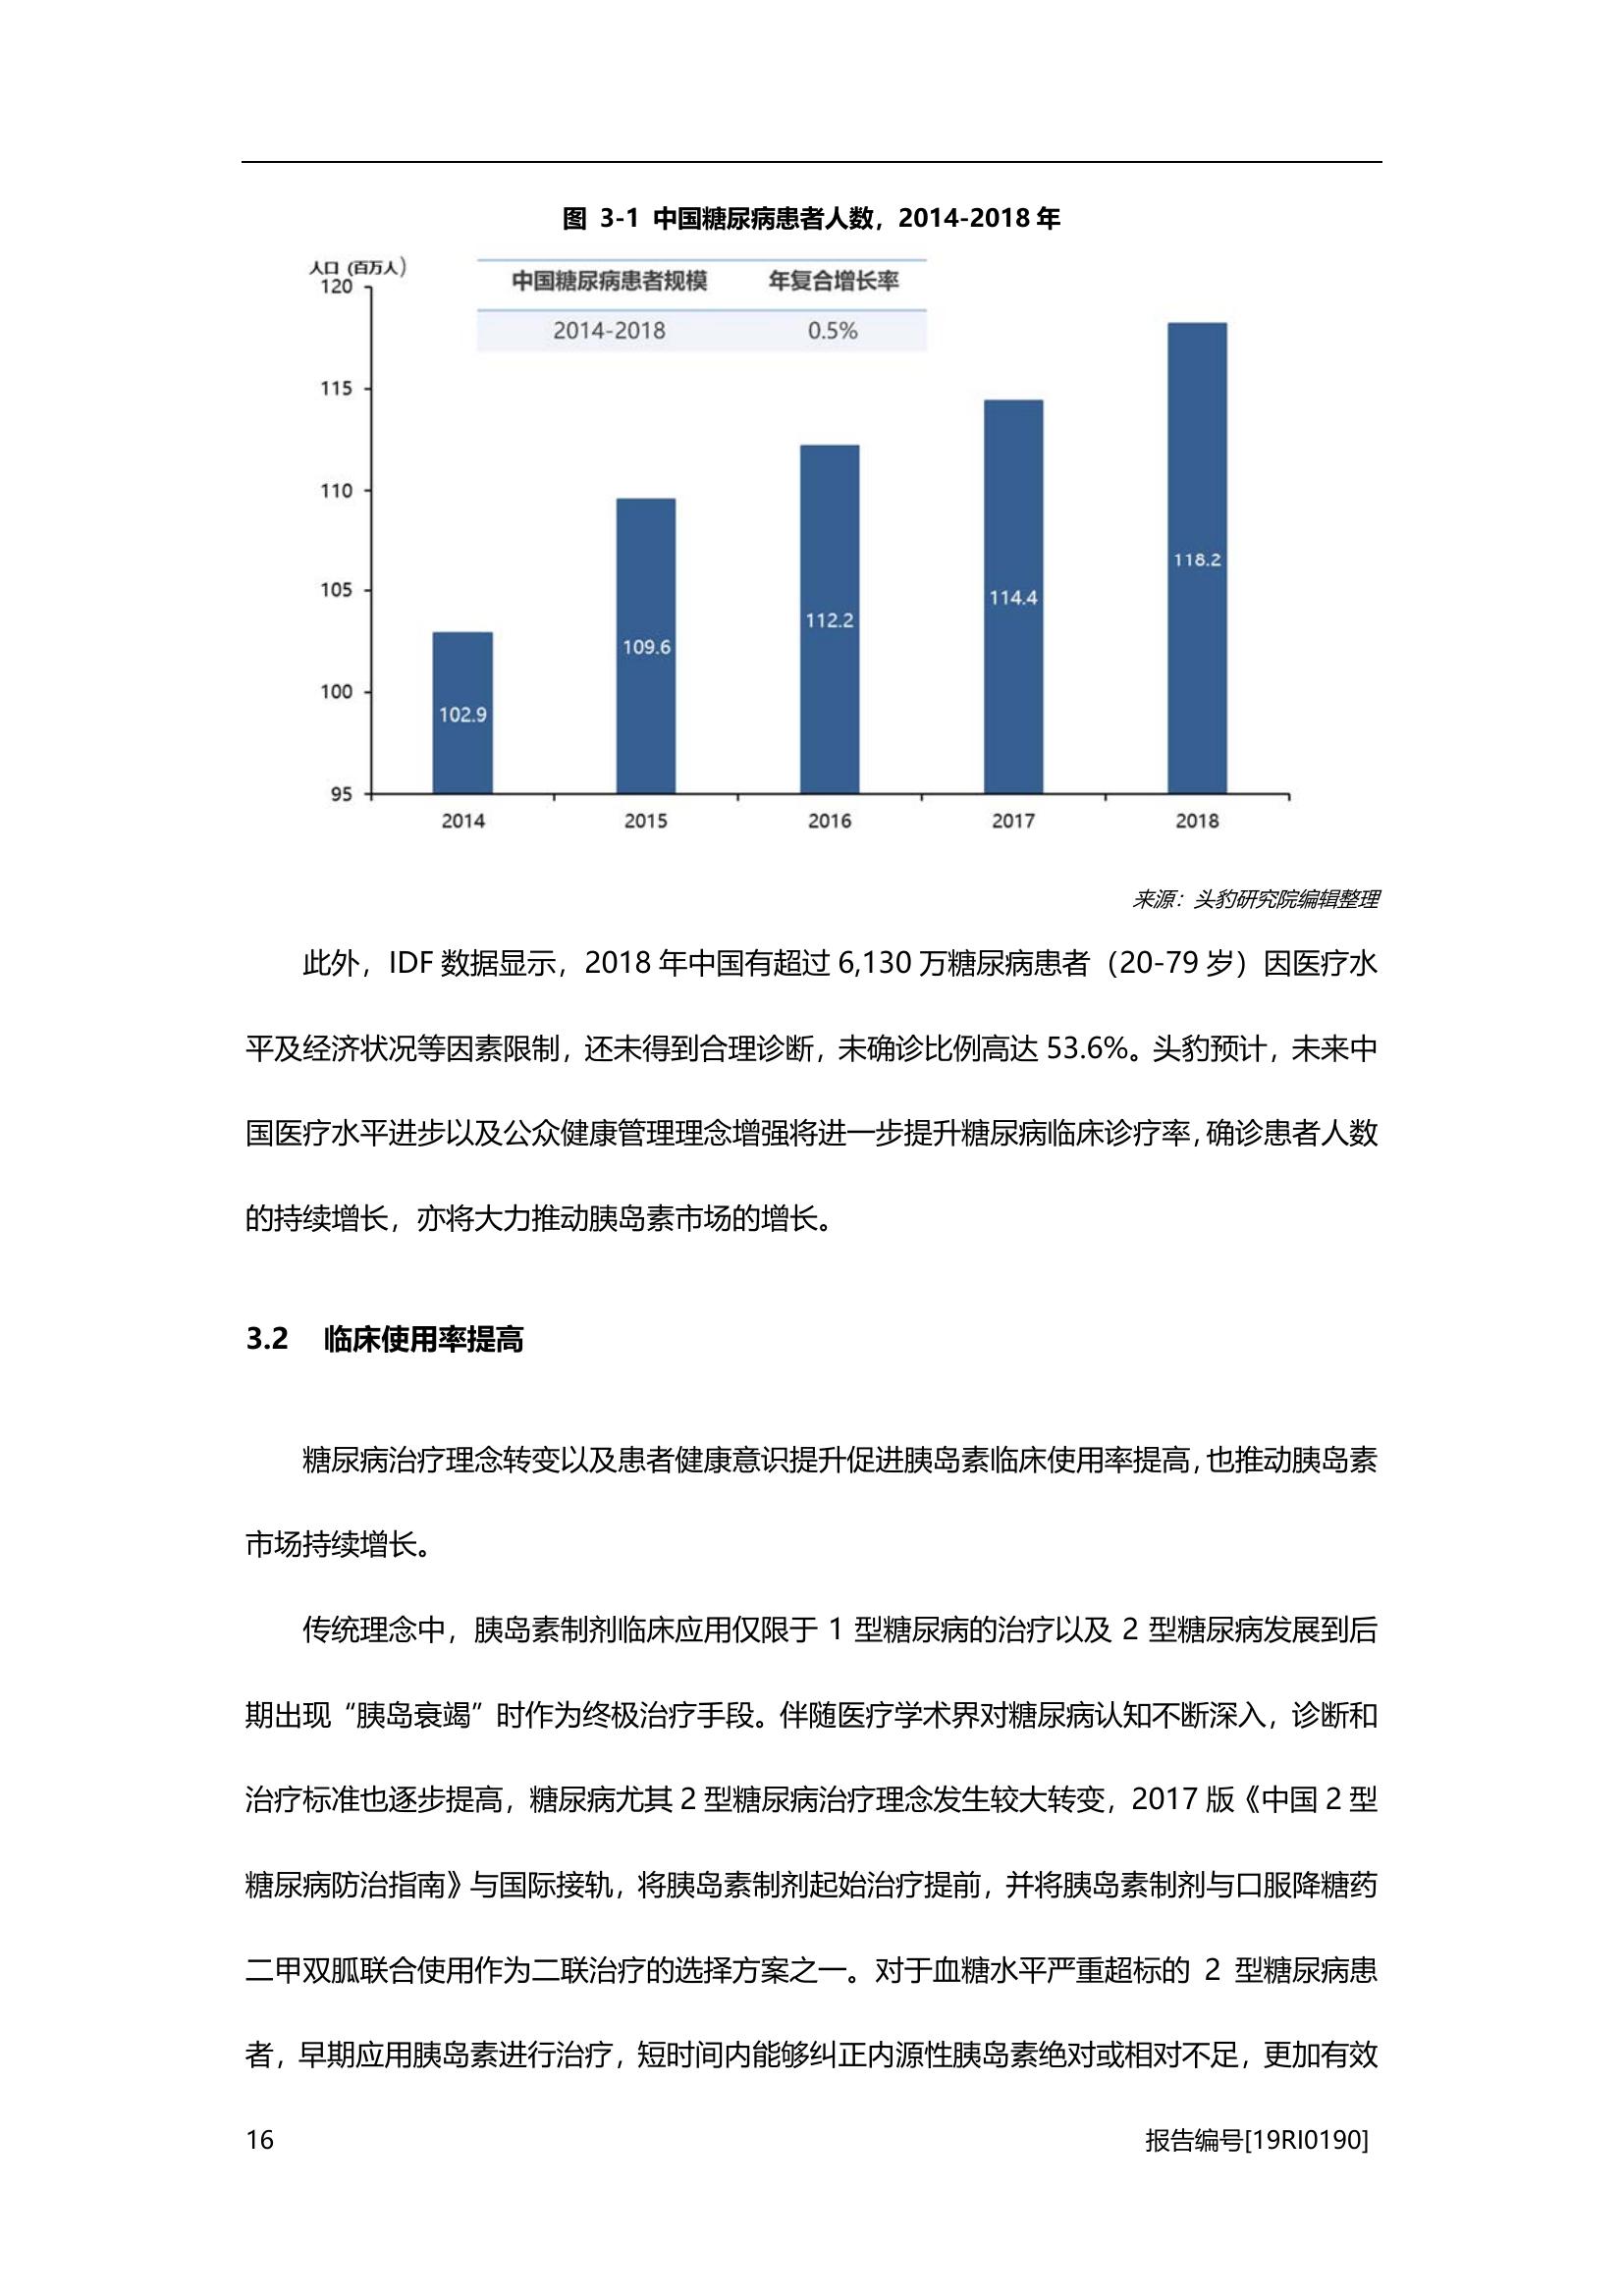 图 3-1 中国糖尿病患者人数，2014-2018 年
人口（百万人）
中国糖尿病患者规模 年复合增长率
2014-2018 0.5%
120
115
110
105
100
95
102.9
109.6
112.2
114.4
118.2
2014 2015 2016 2017 2018
来源：头豹研究院编辑整理
此外，IDF 数据显示，2018 年中国有超过 6,130 万糖尿病患者（20-79 岁）因医疗水
平及经济状况等因素限制，还未得到合理诊断，未确诊比例高达 53.6%。头豹预计，未来中
国医疗水平进步以及公众健康管理理念增强将进一步提升糖尿病临床诊疗率，确诊患者人数
的持续增长，亦将大力推动胰岛素市场的增长。
3.2 临床使用率提高
糖尿病治疗理念转变以及患者健康意识提升促进胰岛素临床使用率提高，也推动胰岛素
市场持续增长。
传统理念中，胰岛素制剂临床应用仅限于 1 型糖尿病的治疗以及 2 型糖尿病发展到后
期出现“胰岛衰竭”时作为终极治疗手段。伴随医疗学术界对糖尿病认知不断深入，诊断和
治疗标准也逐步提高，糖尿病尤其 2 型糖尿病治疗理念发生较大转变，2017 版《中国 2 型
糖尿病防治指南》与国际接轨，将胰岛素制剂起始治疗提前，并将胰岛素制剂与口服降糖药
二甲双胍联合使用作为二联治疗的选择方案之一。对于血糖水平严重超标的 2 型糖尿病患
者，早期应用胰岛素进行治疗，短时间内能够纠正内源性胰岛素绝对或相对不足，更加有效
16 报告编号[19RI0190]